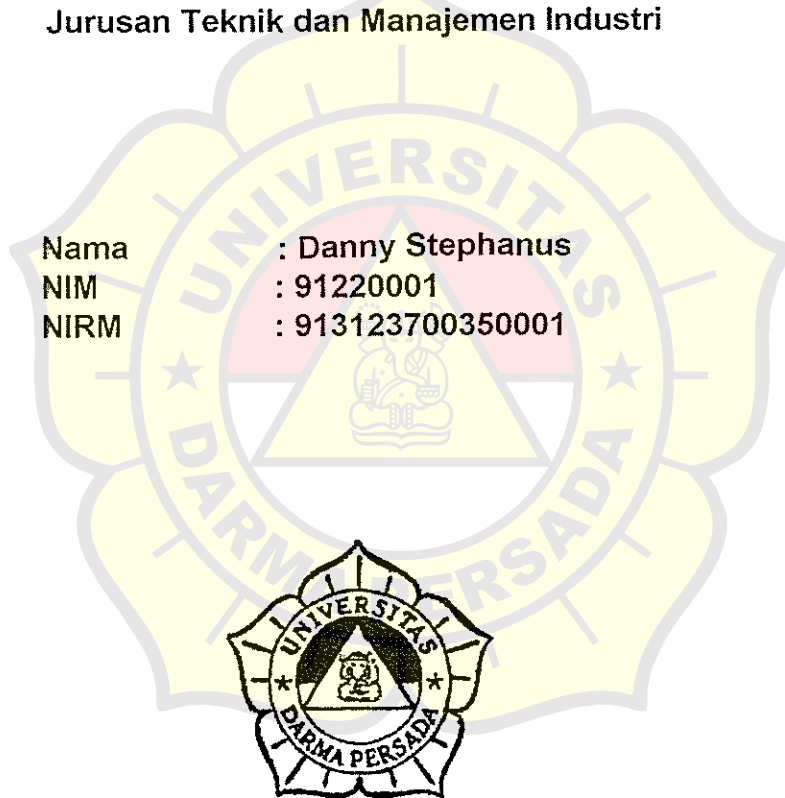 Jurusan Teknik dan Manajemen Industri
Nama : Danny Stephanus
NIM : 91220001
NIRM : 913123700350001
UNIVERSITAS
DARMA PERSADA
UNIVERSITAS
DARMA PERSADA